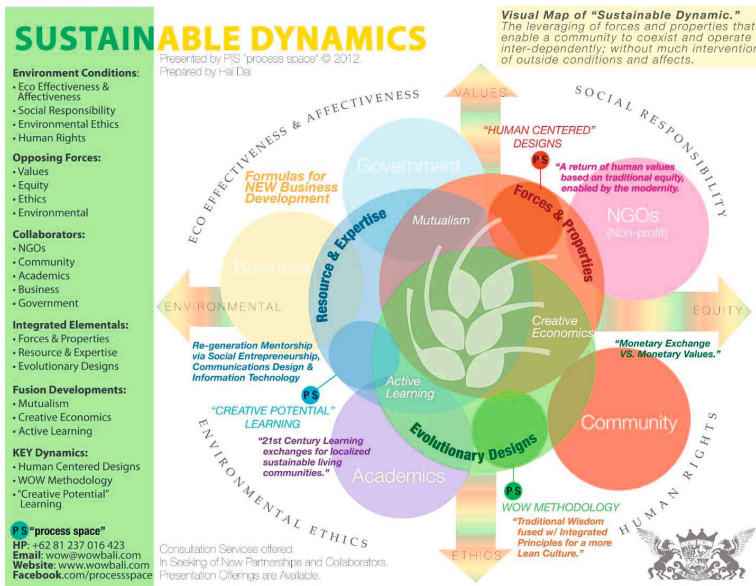 SUSTAINABLE DYNAMICS
Presented by P|S "process space" © 2012.
Prepared by Hai Dai
Visual Map of “Sustainable Dynamic.”
The leveraging of forces and properties that
enable a community to coexist and operate
inter-dependently; without much intervention
of outside conditions and affects.
Environment Conditions:
• Eco Effectiveness &
Affectiveness
• Social Responsibility
• Environmental Ethics
• Human Rights
Opposing Forces:
• Values
• Equity
• Ethics
• Environmental
Collaborators:
• NGOs
• Community
• Academics
• Business
• Government
Integrated Elementals:
• Forces & Properties
• Resource & Expertise
• Evolutionary Designs
Fusion Developments:
• Mutualism
• Creative Economics
• Active Learning
KEY Dynamics:
• Human Centered Designs
• WOW Methodology
• “Creative Potential”
Learning
P S "process space"
HP: +62 81 237 016 423
Email: wow@wowbali.com
Website: www.wowbali.com
Facebook.com/processspace
ECO EFFECTIVENESS & AFFECTIVENESS
VALUES
SOCIAL RESPONSIBILITY
“HUMAN CENTERED”
DESIGNS
P S
“A return of human values
based on traditional equity,
enabled by the modernity.
Government
Formulas for
NEW Business
Development
Mutualism
Forces & Properties
NGOs
(Non-profit)
Resource & Expertise
Business
ENVIRONMENTAL
EQUITY
Creative
Economics
“Monetary Exchange
VS. Monetary Values.”
Re-generation Mentorship
via Social Entrepreneurship,
Communications Design &
Information Technology
P S
“CREATIVE POTENTIAL”
LEARNING
Active
Learning
“21st Century Learning
exchanges for localized
sustainable living
communities.”
Academics
Evolutionary Designs
Community
P S
WOW METHODOLOGY
“Traditional Wisdom
fused w/ Integrated
Principles for a more
Lean Culture.”
ENVIRONMENTAL ETHICS
ETHICS
HUMAN RIGHTS
Consultation Services offered.
In Seeking of New Partnerships and Collaborators.
Presentation Offerings are Available.